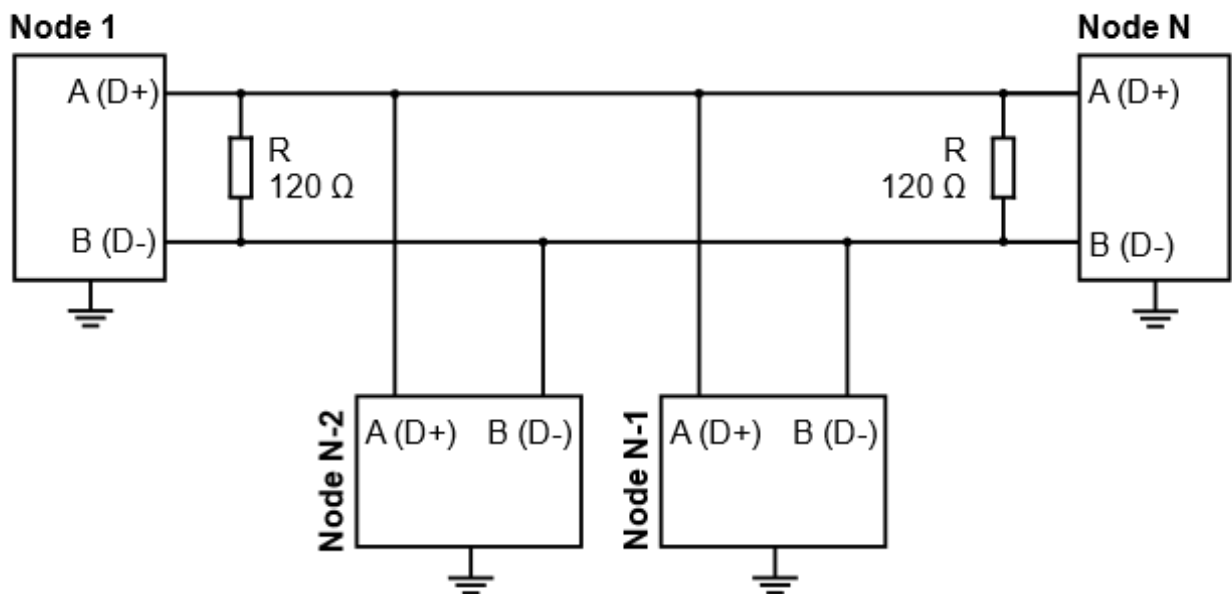 Node 1
A (D+)
B (D-)
R
120 Ω
R
120 Ω
Node N
A (D+)
B (D-)
Node N-2
A (D+) B (D-)
Node N-1
A (D+) B (D-)